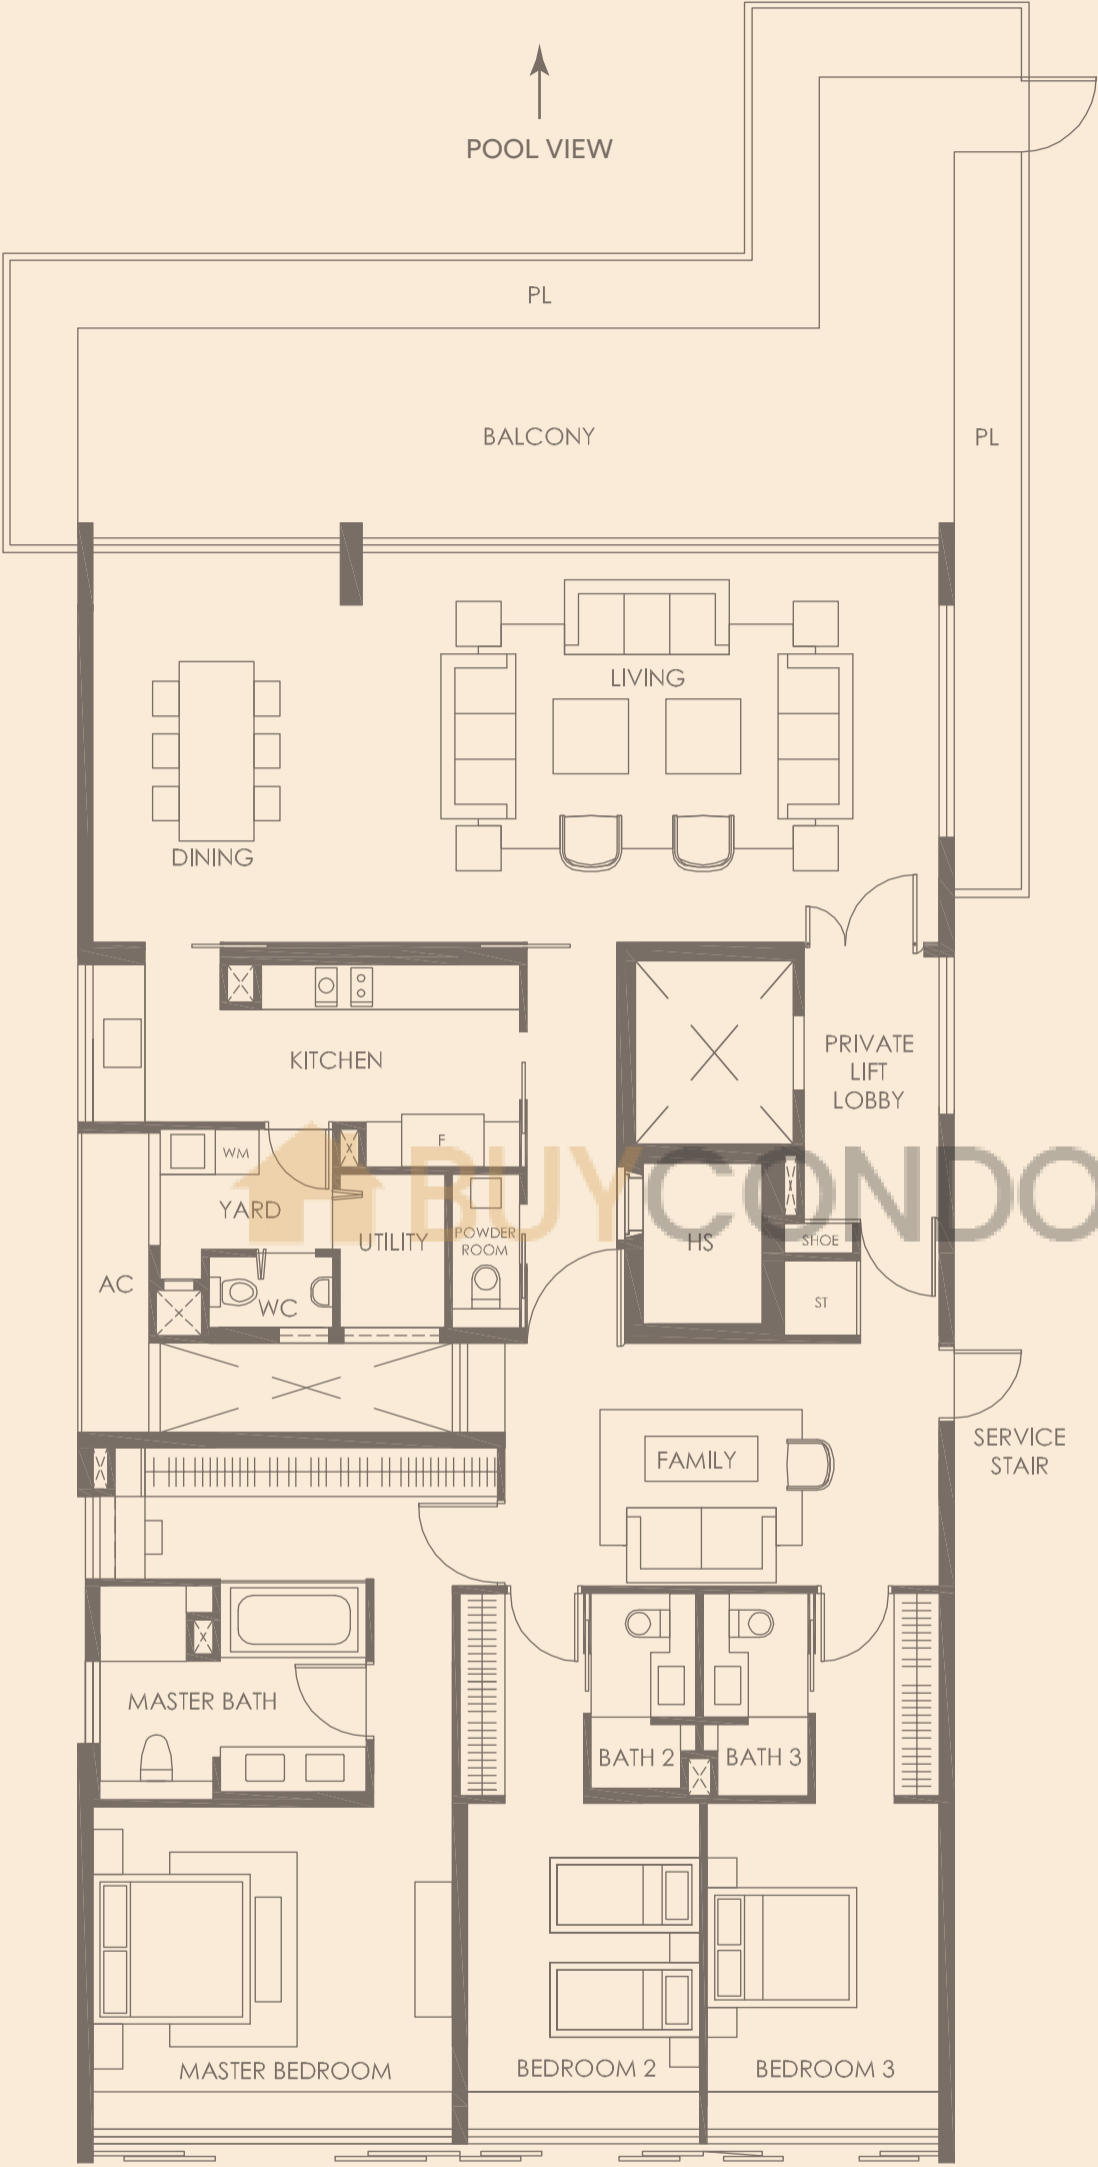 POOL VIEW
PL
BALCONY
PL
LIVING
DINING
KITCHEN
PRIVATE
LIFT
LOBBY
F
WM
BUYCONDO
YARD
UTILITY
POWDER
ROOM
HS
SHOE
AC
WC
ST
SERVICE
STAIR
FAMILY
MASTER BATH
BATH 2
BATH 3
MASTER BEDROOM
BEDROOM 2
BEDROOM 3